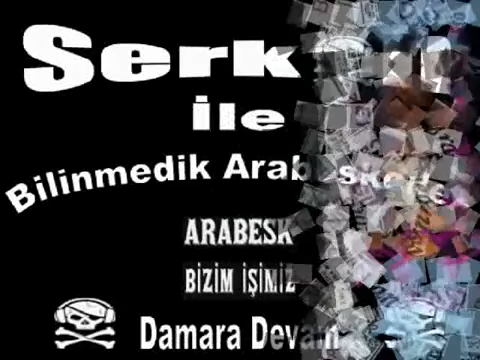 İle
Bilinmedik
ARABESK
BİZİM İŞİMİZ
Damara Devam